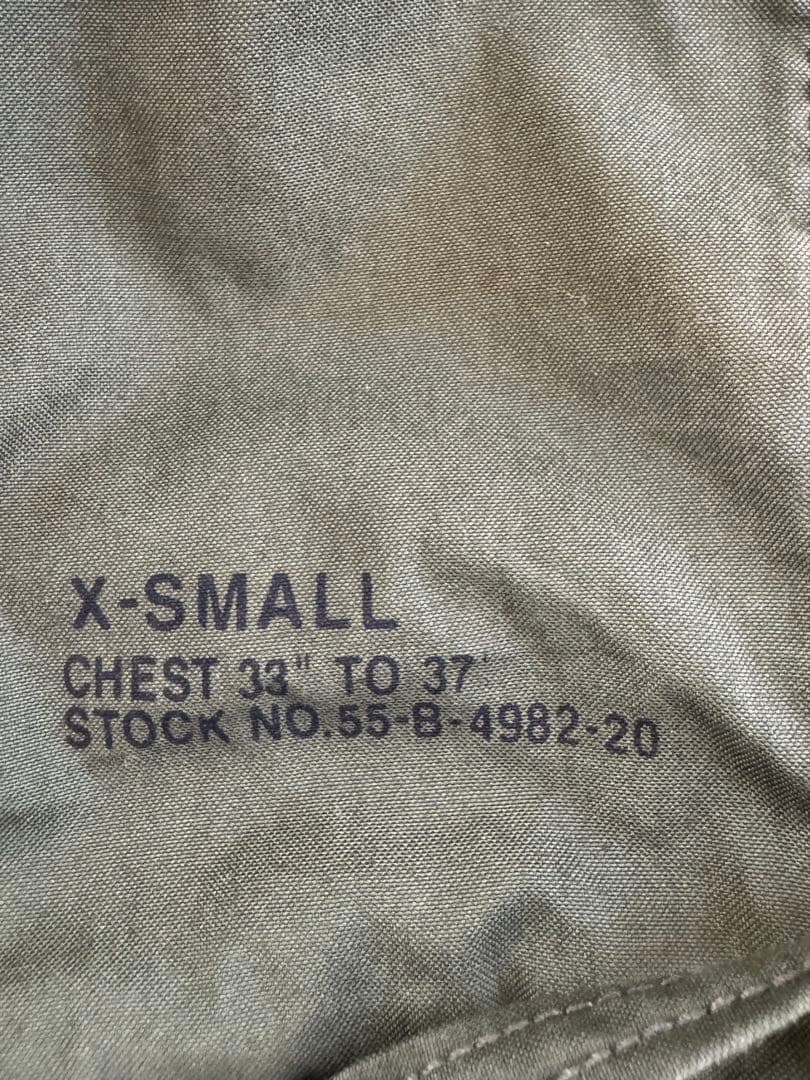 X-SMALL
CHEST 33" TO 37'
STOCK NO.55-B-4982-20